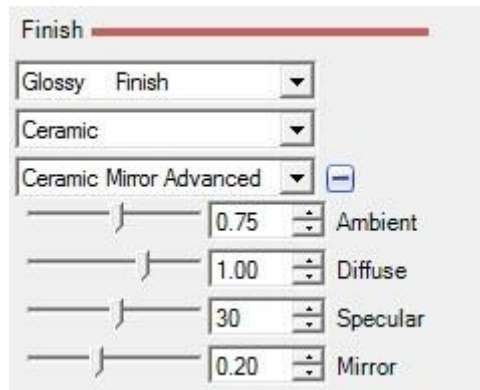 Finish
Glossy Finish
Ceramic
Ceramic Mirror Advanced
0.75 Ambient
1.00 Diffuse
30 Specular
0.20 Mirror